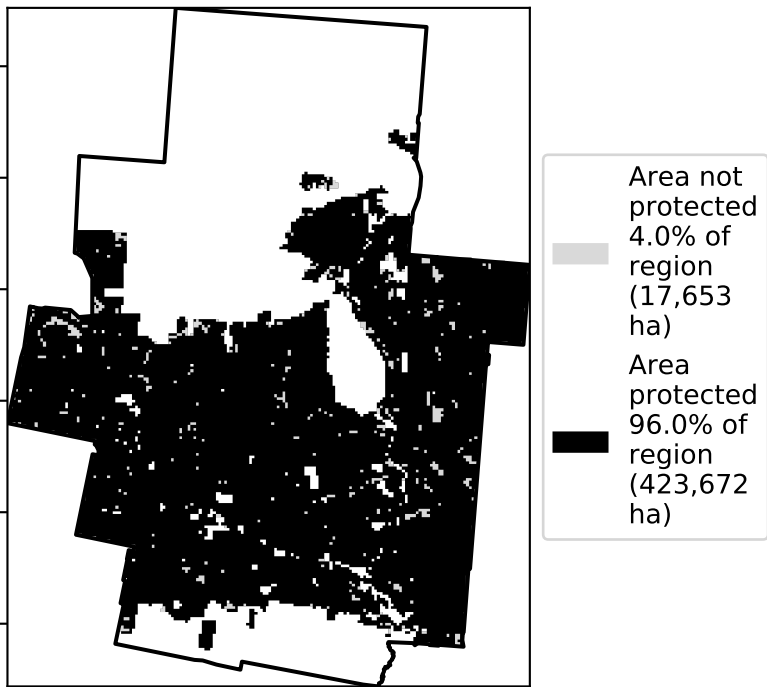 Area not
protected
4.0% of
region
(17,653
ha)
Area
protected
96.0% of
region
(423,672
ha)